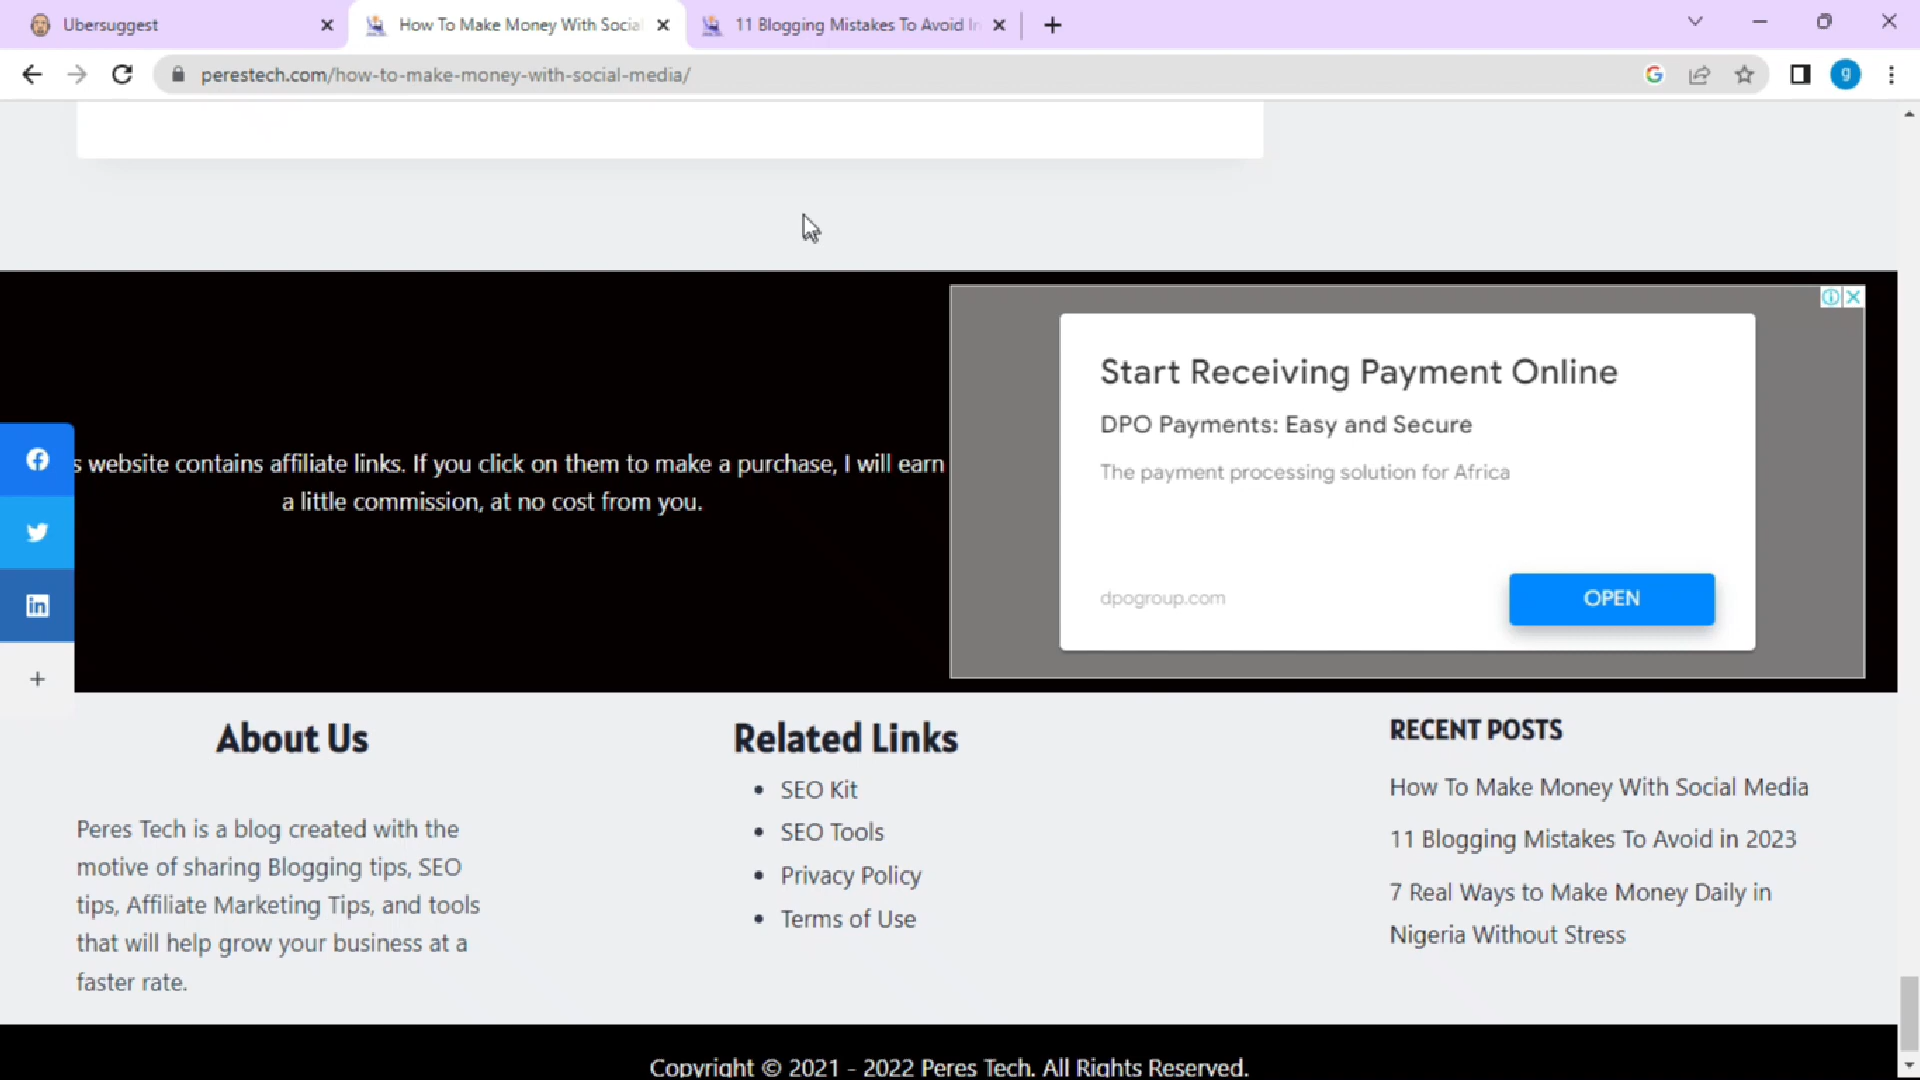 Ubersuggest
How To Make Money With Social
11 Blogging Mistakes To Avoid In
perestech.com/how-to-make-money-with-social-media/
g
s website contains affiliate links. If you click on them to make a purchase, I will earn
a little commission, at no cost from you.
Start Receiving Payment Online
DPO Payments: Easy and Secure
The payment processing solution for Africa
dpogroup.com
OPEN
About Us
Peres Tech is a blog created with the
motive of sharing Blogging tips, SEO
tips, Affiliate Marketing Tips, and tools
that will help grow your business at a
faster rate.
Related Links
SEO Kit
SEO Tools
Privacy Policy
Terms of Use
RECENT POSTS
How To Make Money With Social Media
11 Blogging Mistakes To Avoid in 2023
7 Real Ways to Make Money Daily in
Nigeria Without Stress
Copyright © 2021 - 2022 Peres Tech. All Rights Reserved.